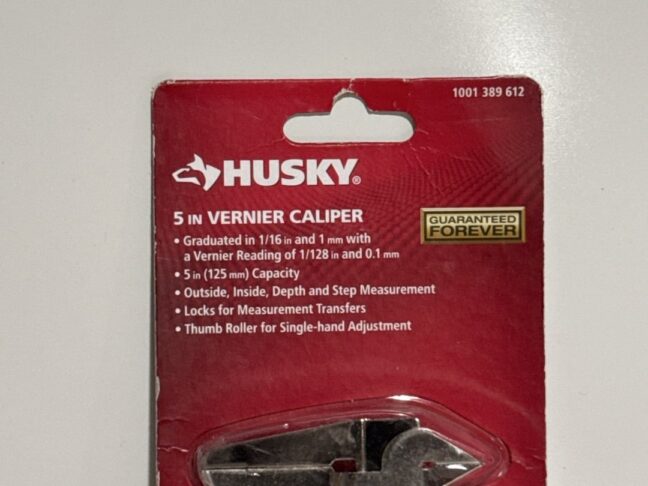 1001 389 612
HUSKY®
5 IN VERNIER CALIPER
GUARANTEED
FOREVER
• Graduated in 1/16 in and 1 mm with
a Vernier Reading of 1/128 in and 0.1 mm
• 5 in (125 mm) Capacity
• Outside, Inside, Depth and Step Measurement
• Locks for Measurement Transfers
• Thumb Roller for Single-hand Adjustment